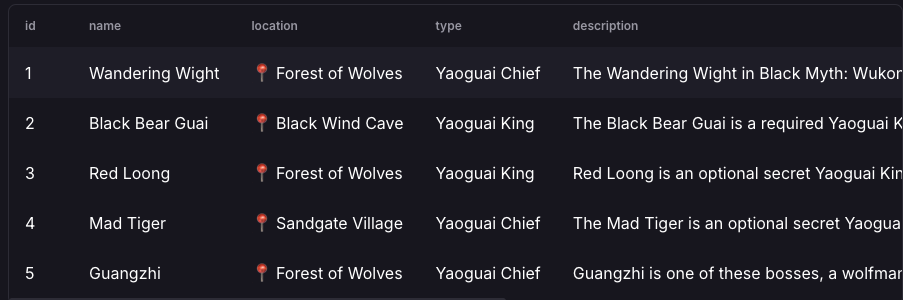 id name location type description
1 Wandering Wight 📍 Forest of Wolves Yaoguai Chief The Wandering Wight in Black Myth:
2 Black Bear Guai 📍 Black Wind Cave Yaoguai King The Black Bear Guai is a required Yaoguai
3 Red Loong 📍 Forest of Wolves Yaoguai King Red Loong is an optional secret Yaoguai
4 Mad Tiger 📍 Sandgate Village Yaoguai Chief The Mad Tiger is an optional secret
5 Guangzhi 📍 Forest of Wolves Yaoguai Chief Guangzhi is one of these bosses, a